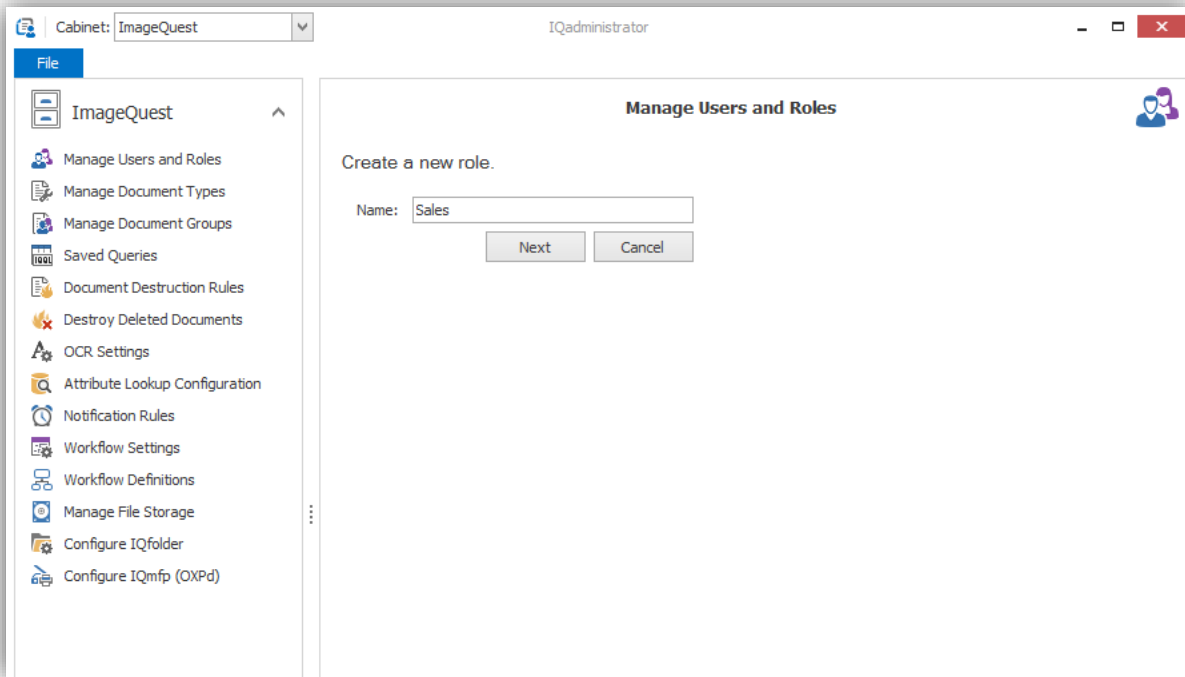 Cabinet: ImageQuest
IQadministrator
File
ImageQuest
Manage Users and Roles
Manage Document Types
Manage Document Groups
Saved Queries
Document Destruction Rules
Destroy Deleted Documents
OCR Settings
Attribute Lookup Configuration
Notification Rules
Workflow Settings
Workflow Definitions
Manage File Storage
Configure IQfolder
Configure IQmfp (OXPd)
Manage Users and Roles
Create a new role.
Name: Sales
Next Cancel